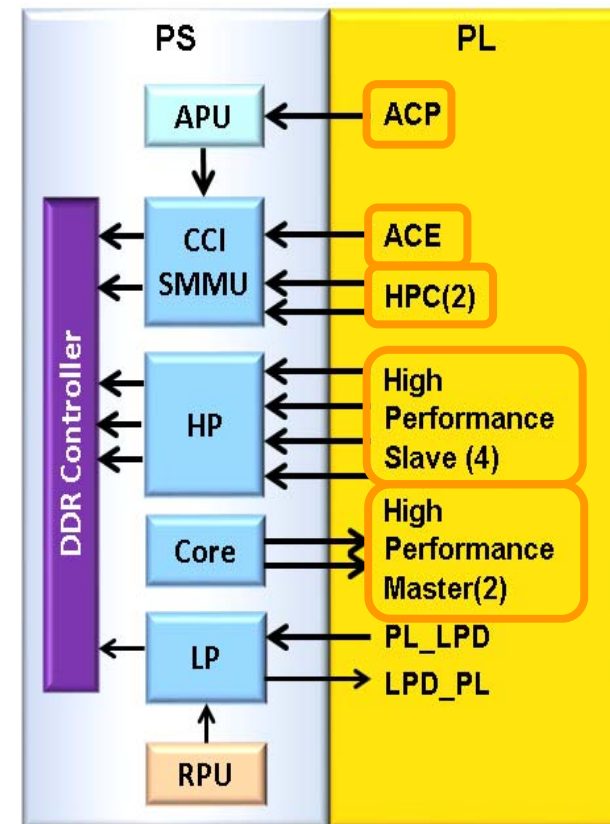 PS
PL
APU
ACP
CCI
SMMU
ACE
HPC(2)
DDR Controller
HP
High
Performance
Slave (4)
Core
High
Performance
Master(2)
LP
PL_LPD
LPD_PL
RPU